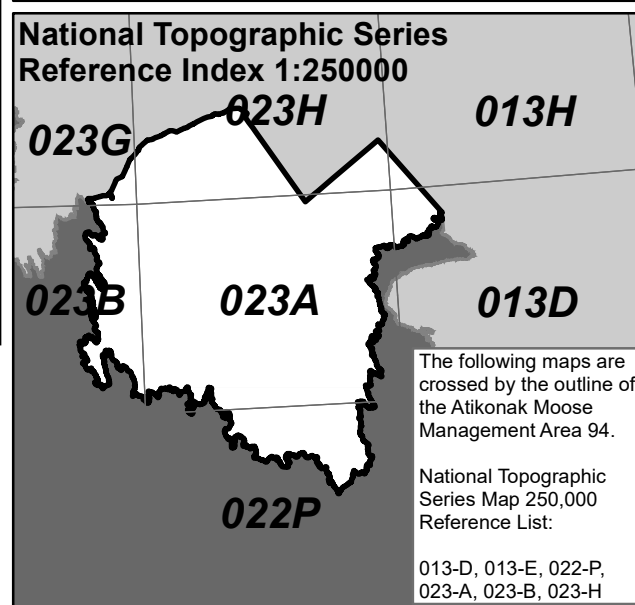 National Topographic Series
Reference Index 1:250000
023H
013H
023G
023B
023A
013D
The following maps are
crossed by the outline of
the Atikonak Moose
Management Area 94.
National Topographic
Series Map 250,000
Reference List:
013-D, 013-E, 022-P,
023-A, 023-B, 023-H
022P